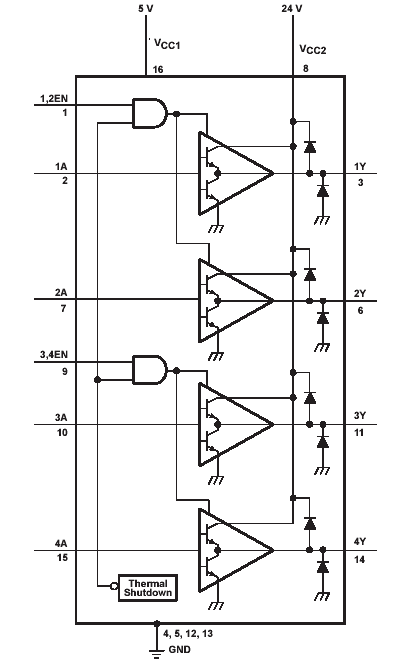 5 V
24 V
VCC1
VCC2
16
8
1,2EN
1
1A
2
1Y
3
2A
7
2Y
6
3,4EN
9
3A
10
3Y
11
4A
15
4Y
14
Thermal
Shutdown
4, 5, 12, 13
GND